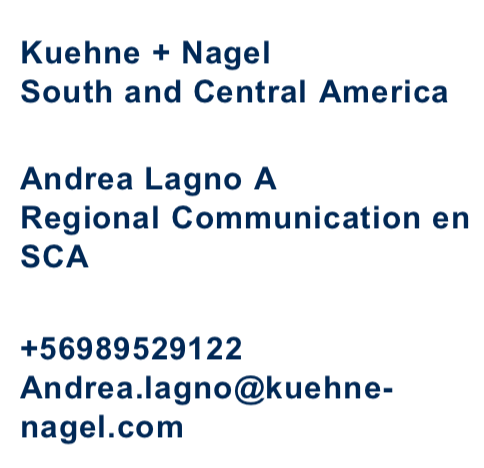 Kuehne + Nagel
South and Central America
Andrea Lagno A
Regional Communication en
SCA
+56989529122
Andrea.lagno@kuehne-
nagel.com